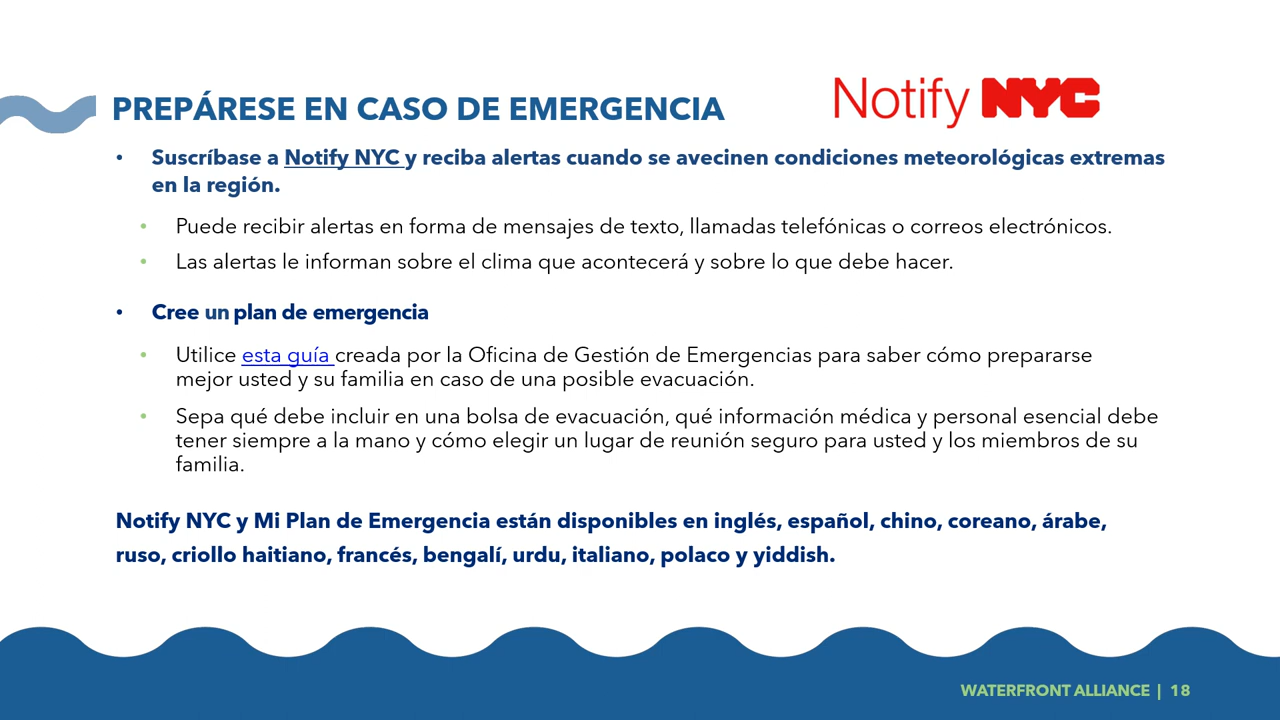 PREPÁRESE EN CASO DE EMERGENCIA
Notify NYC
• Suscríbase a Notify NYC y reciba alertas cuando se avecinen condiciones meteorológicas extremas
en la región.
• Puede recibir alertas en forma de mensajes de texto, llamadas telefónicas o correos electrónicos.
• Las alertas le informan sobre el clima que acontecerá y sobre lo que debe hacer.
• Cree un plan de emergencia
• Utilice esta guía creada por la Oficina de Gestión de Emergencias para saber cómo prepararse
mejor usted y su familia en caso de una posible evacuación.
• Sepa qué debe incluir en una bolsa de evacuación, qué información médica y personal esencial debe
tener siempre a la mano y cómo elegir un lugar de reunión seguro para usted y los miembros de su
familia.
Notify NYC y Mi Plan de Emergencia están disponibles en inglés, español, chino, coreano, árabe,
ruso, criollo haitiano, francés, bengalí, urdu, italiano, polaco y yiddish.
WATERFRONT ALLIANCE | 18